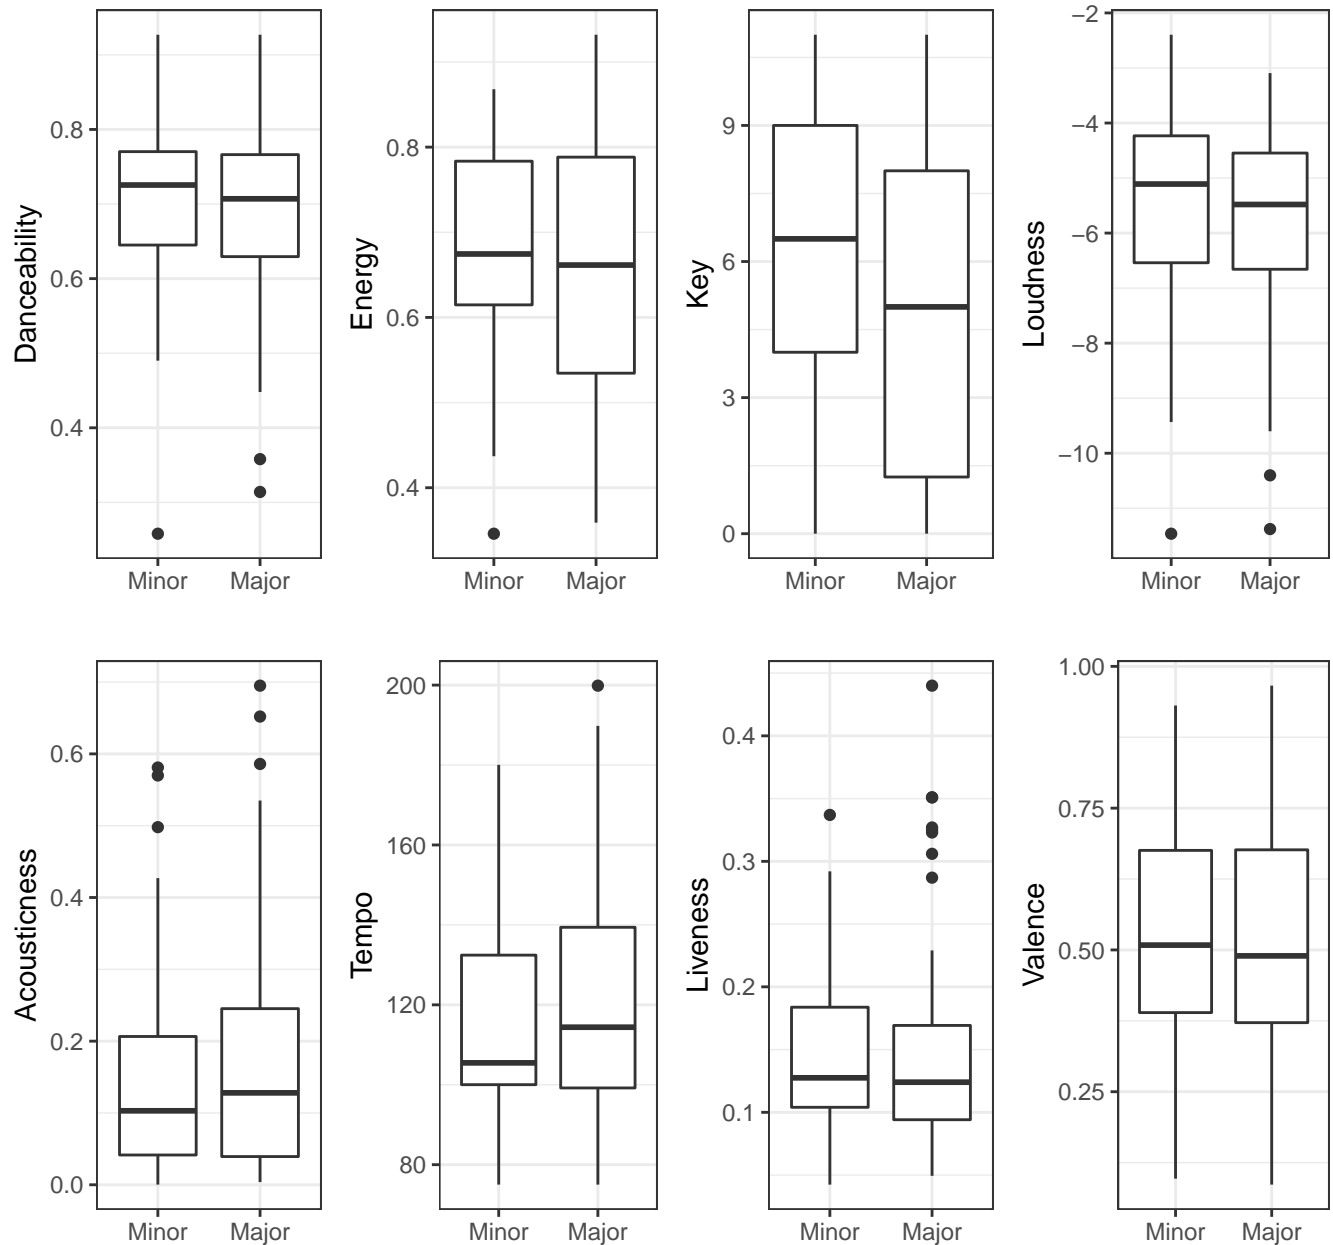 Danceability
0.8
0.6
0.4
Minor Major
Energy
0.8
0.6
0.4
Minor Major
Key
9
6
3
0
Minor Major
Loudness
−2
−4
−6
−8
−10
Minor Major
Acousticness
0.6
0.4
0.2
0.0
Minor Major
Tempo
200
160
120
80
Minor Major
Liveness
0.4
0.3
0.2
0.1
Minor Major
Valence
1.00
0.75
0.50
0.25
Minor Major